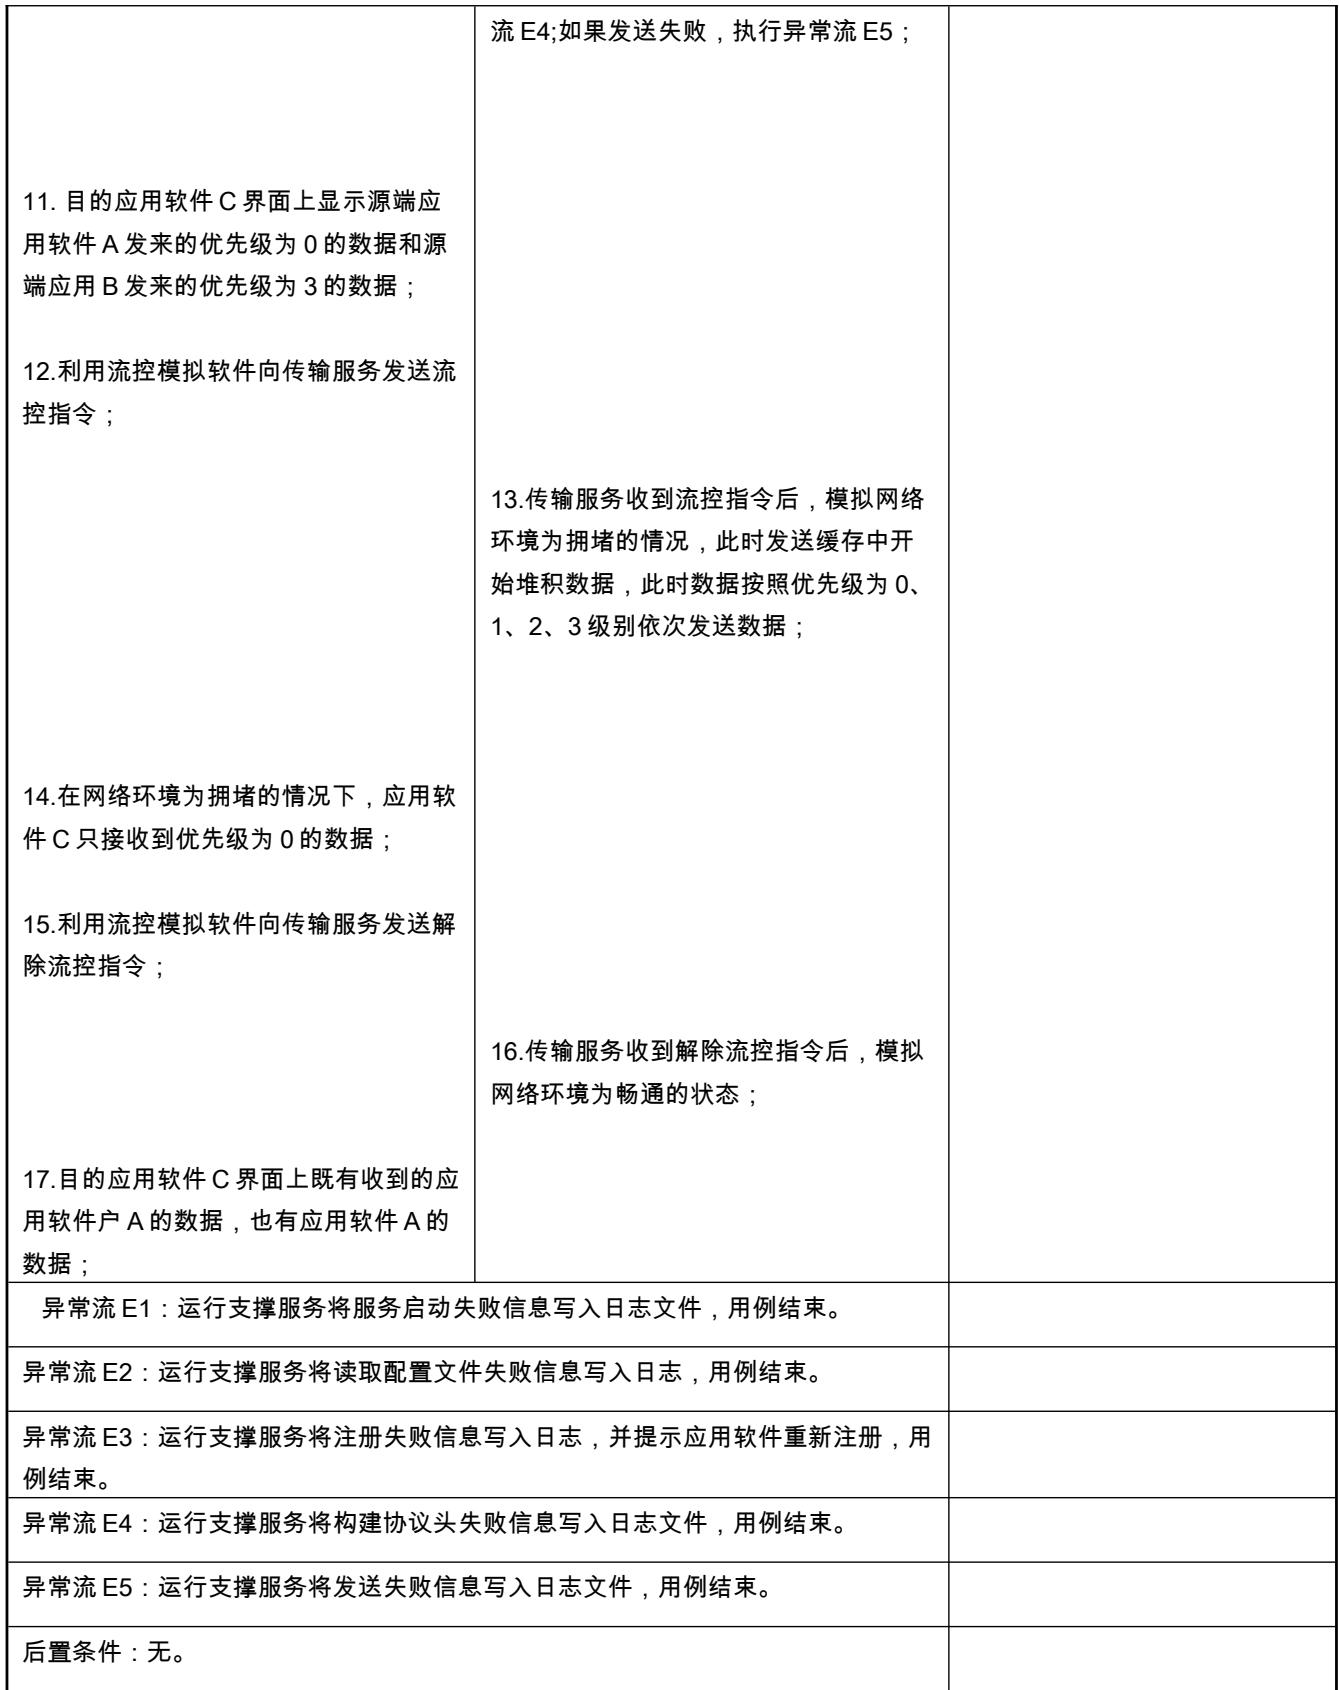 流 E4;如果发送失败，执行异常流 E5；
11. 目的应用软件 C 界面上显示源端应
用软件 A 发来的优先级为 0 的数据和源
端应用 B 发来的优先级为 3 的数据；
12.利用流控模拟软件向传输服务发送流
控指令；
13.传输服务收到流控指令后，模拟网络
环境为拥堵的情况，此时发送缓存中开
始堆积数据，此时数据按照优先级为 0、
1、2、3 级别依次发送数据；
14.在网络环境为拥堵的情况下，应用软
件 C 只接收到优先级为 0 的数据；
15.利用流控模拟软件向传输服务发送解
除流控指令；
16.传输服务收到解除流控指令后，模拟
网络环境为畅通的状态；
17.目的应用软件 C 界面上既有收到的应
用软件户 A 的数据，也有应用软件 A 的
数据；
异常流 E1：运行支撑服务将服务启动失败信息写入日志文件，用例结束。
异常流 E2：运行支撑服务将读取配置文件失败信息写入日志，用例结束。
异常流 E3：运行支撑服务将注册失败信息写入日志，并提示应用软件重新注册，用
例结束。
异常流 E4：运行支撑服务将构建协议头失败信息写入日志文件，用例结束。
异常流 E5：运行支撑服务将发送失败信息写入日志文件，用例结束。
后置条件：无。